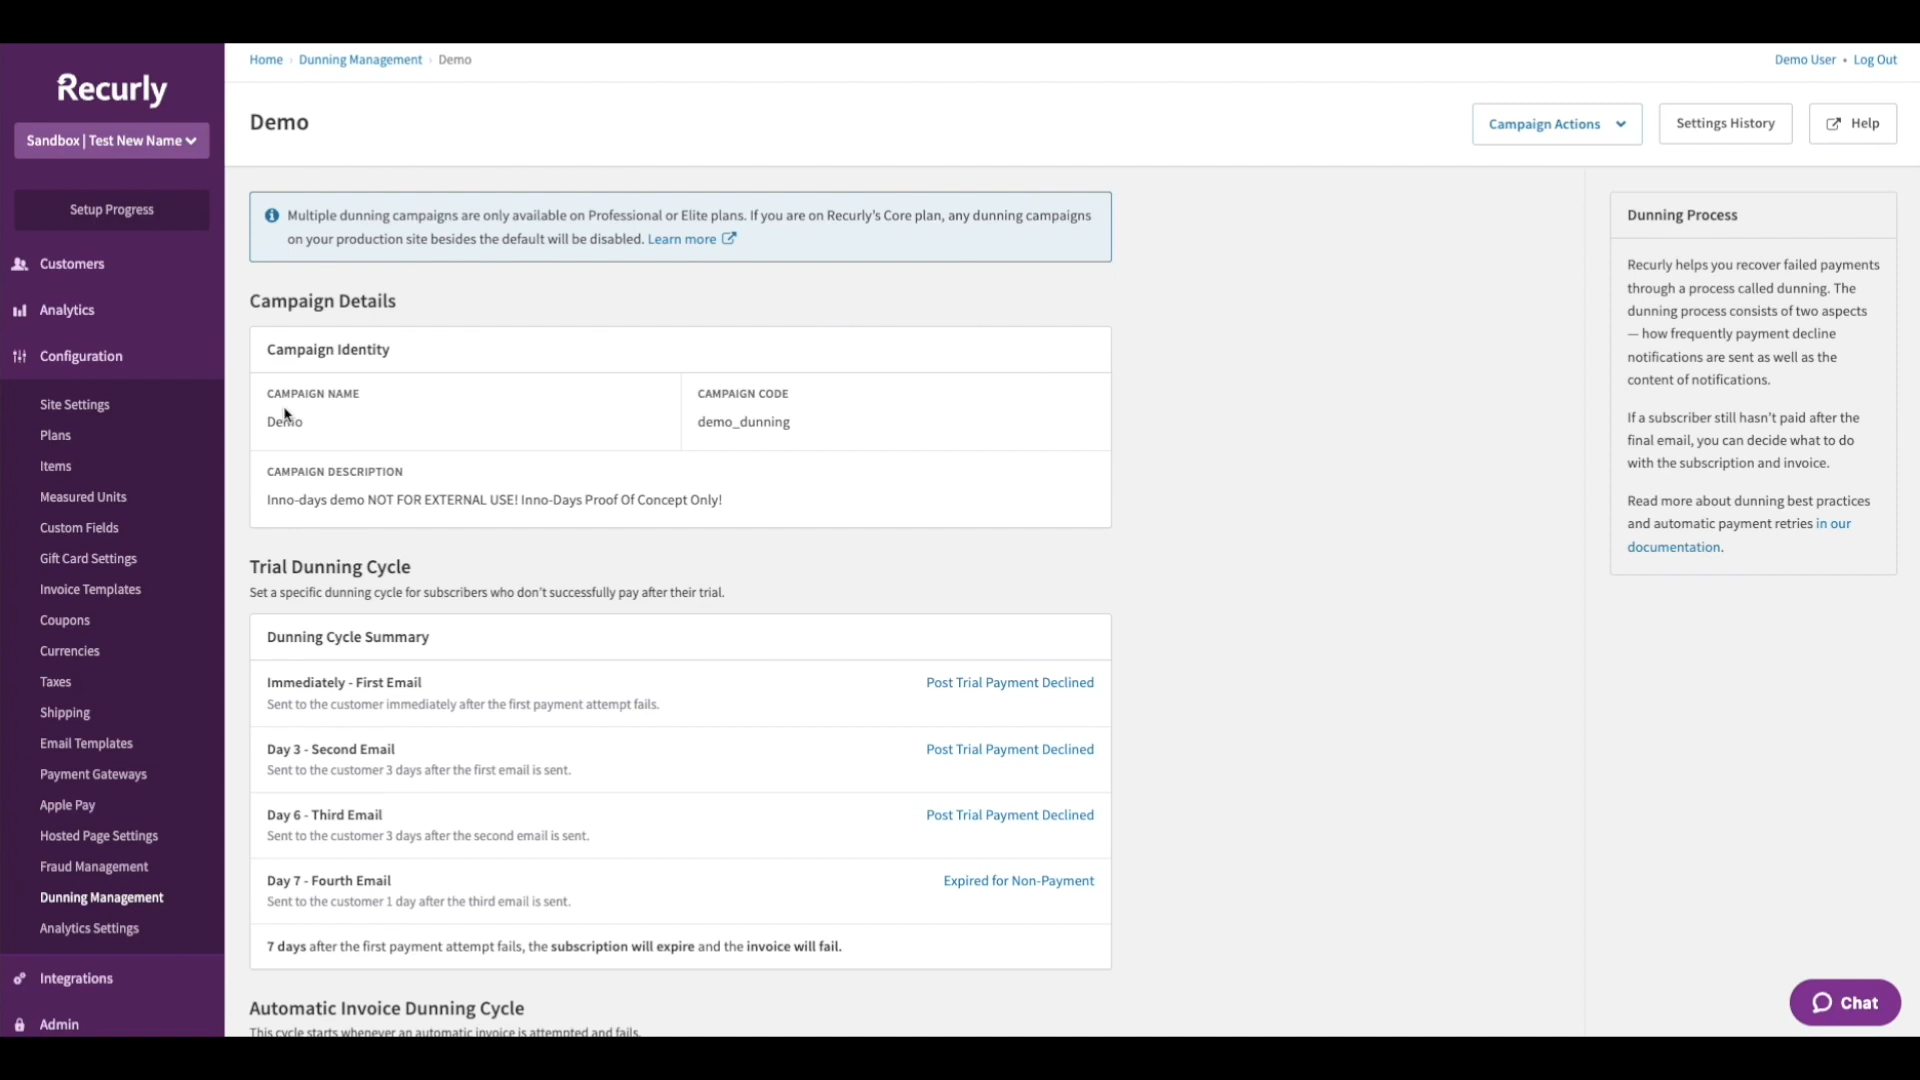 Recurly
Sandbox | Test New Name
Setup Progress
Customers
Analytics
Configuration
Site Settings
Plans
Items
Measured Units
Custom Fields
Gift Card Settings
Invoice Templates
Coupons
Currencies
Taxes
Shipping
Email Templates
Payment Gateways
Apple Pay
Hosted Page Settings
Fraud Management
Dunning Management
Analytics Settings
Integrations
Admin
Home › Dunning Management › Demo
Demo User • Log Out
Demo
Campaign Actions
Settings History
Help
Multiple dunning campaigns are only available on Professional or Elite plans. If you are on Recurly's Core plan, any dunning campaigns
on your production site besides the default will be disabled. Learn more
Campaign Details
Campaign Identity
CAMPAIGN NAME
Demo
CAMPAIGN CODE
demo_dunning
CAMPAIGN DESCRIPTION
Inno-days demo NOT FOR EXTERNAL USE! Inno-Days Proof Of Concept Only!
Trial Dunning Cycle
Set a specific dunning cycle for subscribers who don't successfully pay after their trial.
Dunning Cycle Summary
Immediately - First Email
Post Trial Payment Declined
Sent to the customer immediately after the first payment attempt fails.
Day 3 - Second Email
Post Trial Payment Declined
Sent to the customer 3 days after the first email is sent.
Day 6 - Third Email
Post Trial Payment Declined
Sent to the customer 3 days after the second email is sent.
Day 7 - Fourth Email
Expired for Non-Payment
Sent to the customer 1 day after the third email is sent.
7 days after the first payment attempt fails, the subscription will expire and the invoice will fail.
Automatic Invoice Dunning Cycle
This cycle starts whenever an automatic invoice is attempted and fails.
Dunning Process
Recurly helps you recover failed payments
through a process called dunning. The
dunning process consists of two aspects
— how frequently payment decline
notifications are sent as well as the
content of notifications.
If a subscriber still hasn't paid after the
final email, you can decide what to do
with the subscription and invoice.
Read more about dunning best practices
and automatic payment retries in our
documentation.
Chat